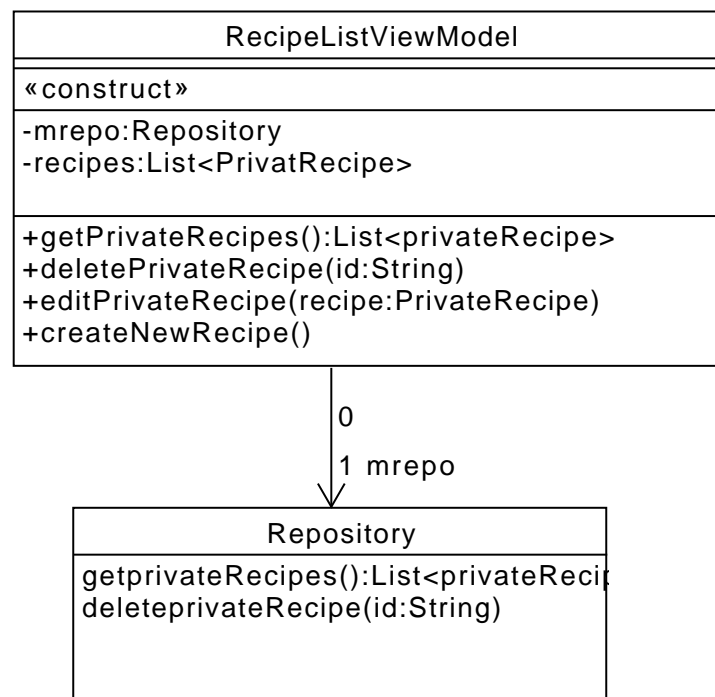 RecipeListViewModel
«construct»
-mrepo:Repository
-recipes:List<PrivatRecipe>
+getPrivateRecipes():List<privateRecipe>
+deletePrivateRecipe(id:String)
+editPrivateRecipe(recipe:PrivateRecipe)
+createNewRecipe()
0
1 mrepo
Repository
getprivateRecipes():List<privateRecip
deleteprivateRecipe(id:String)